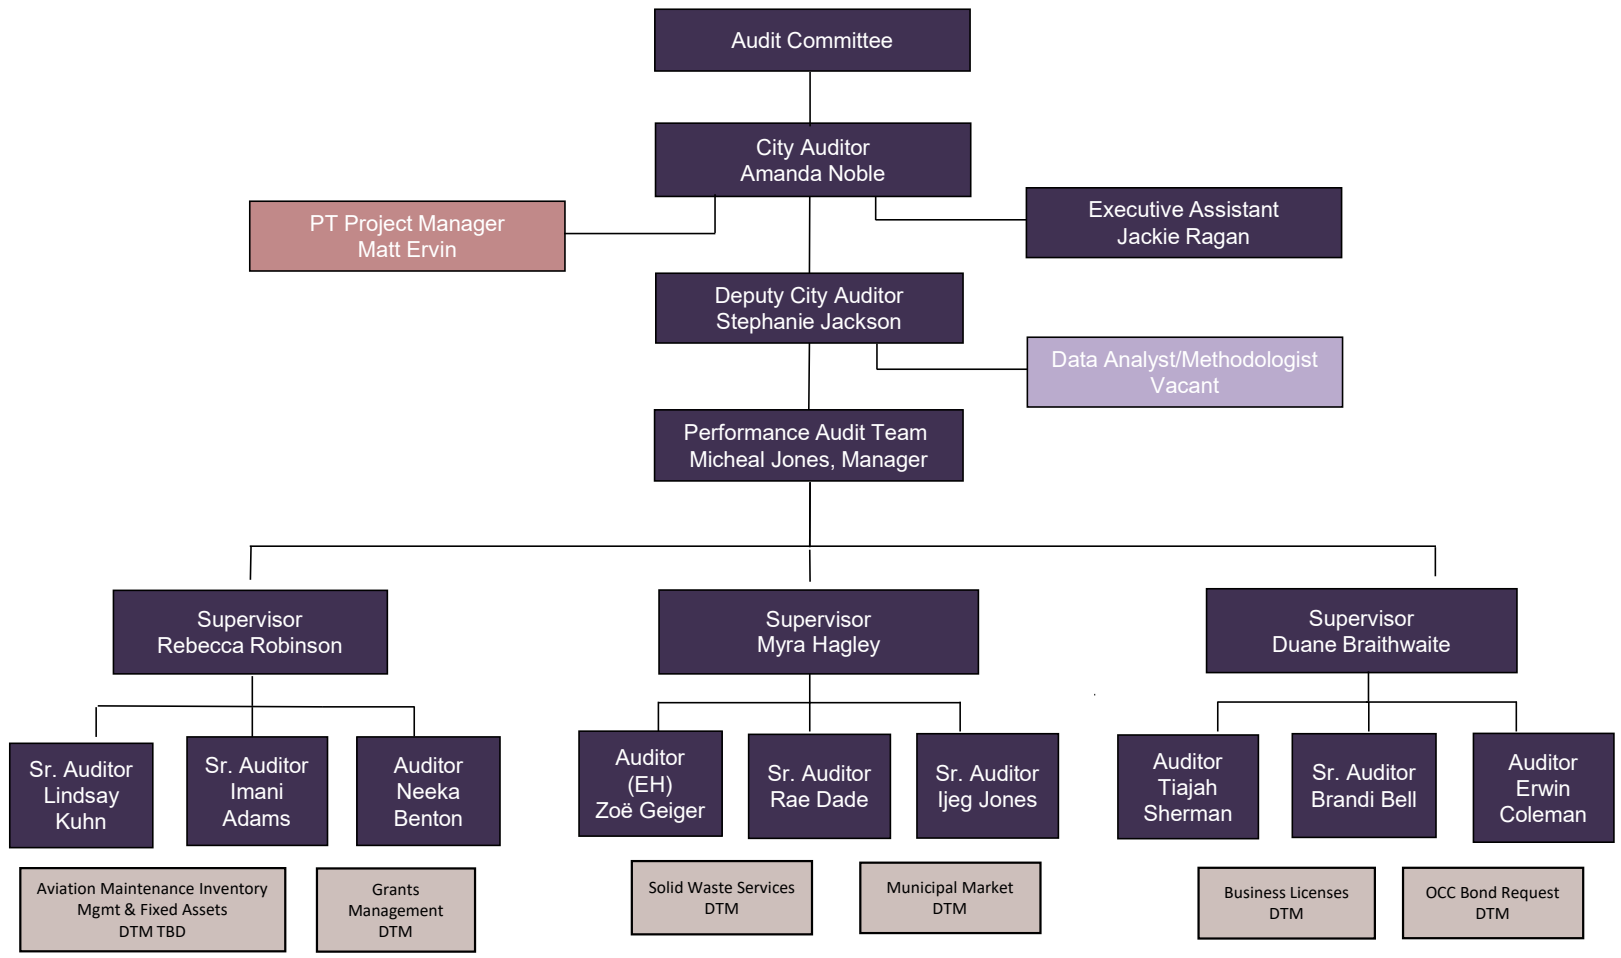 Audit Committee
City Auditor
Amanda Noble
PT Project Manager
Matt Ervin
Executive Assistant
Jackie Ragan
Deputy City Auditor
Stephanie Jackson
Data Analyst/Methodologist
Vacant
Performance Audit Team
Micheal Jones, Manager
Supervisor
Rebecca Robinson
Supervisor
Myra Hagley
Supervisor
Duane Braithwaite
Sr. Auditor
Lindsay
Kuhn
Sr. Auditor
Imani
Adams
Auditor
Neeka
Benton
Auditor
(EH)
Zoë Geiger
Sr. Auditor
Rae Dade
Sr. Auditor
Ijeg Jones
Auditor
Tiajah
Sherman
Sr. Auditor
Brandi Bell
Auditor
Erwin
Coleman
Aviation Maintenance Inventory
Mgmt & Fixed Assets
DTM TBD
Grants
Management
DTM
Solid Waste Services
DTM
Municipal Market
DTM
Business Licenses
DTM
OCC Bond Request
DTM